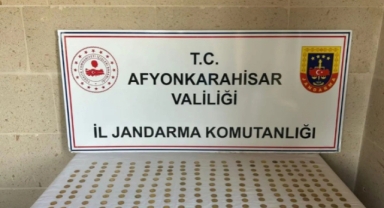 T.C.
AFYONKARAHİSAR
VALİLİĞİ
İL JANDARMA KOMUTANLIĞI